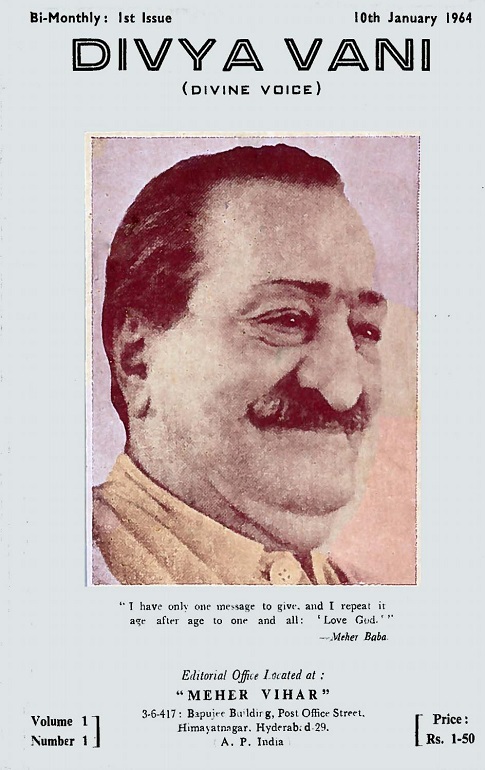 Bi-Monthly: 1st Issue 10th January 1964
DIVYA VANI
(DIVINE VOICE)
"I have only one message to give, and I repeat it
age after age to one and all: 'Love God.'"
—Meher Baba.
Editorial Office Located at :
"MEHER VIHAR"
3-6-417 : Bapujee Building, Post Office Street,
Himayatnagar, Hyderabad-29.
( A. P. India )
Volume 1
Number 1
Price :
Rs. 1-50